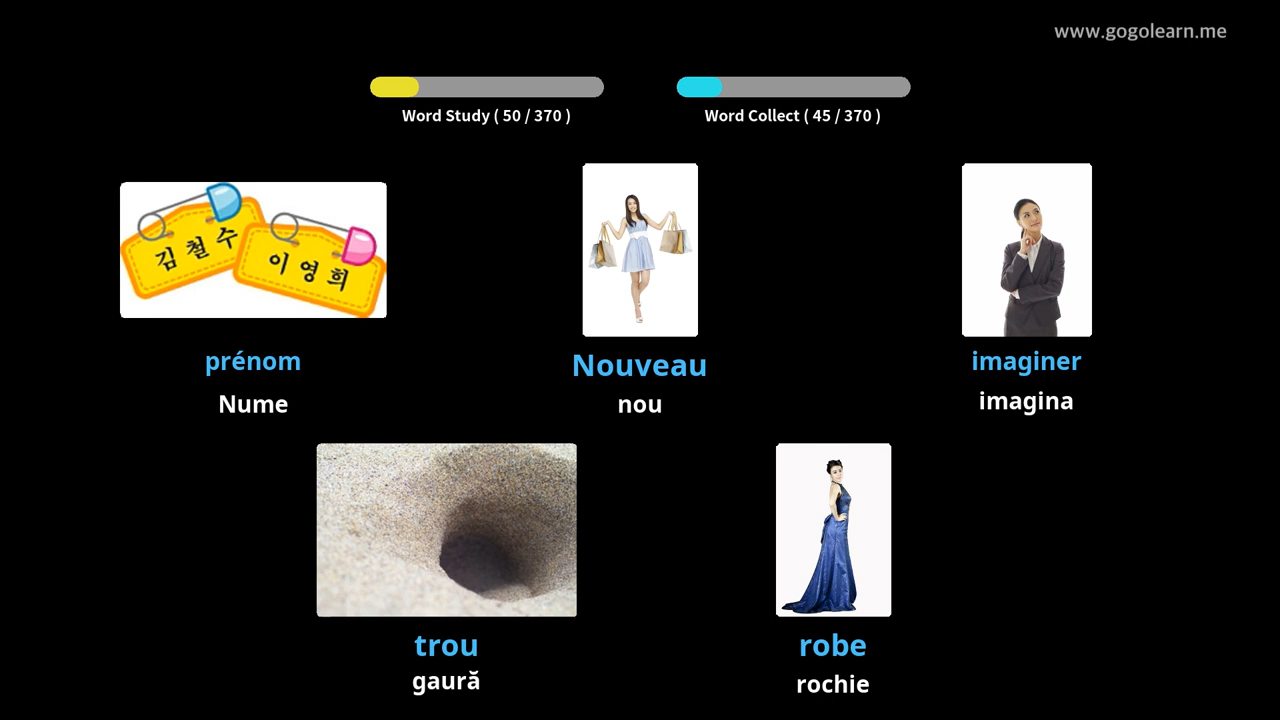 www.gogolearn.me
Word Study ( 50 / 370 )
Word Collect ( 45 / 370 )
김철수
이영희
prénom
Nouveau
imaginer
Nume
nou
imagina
trou
robe
gaură
rochie